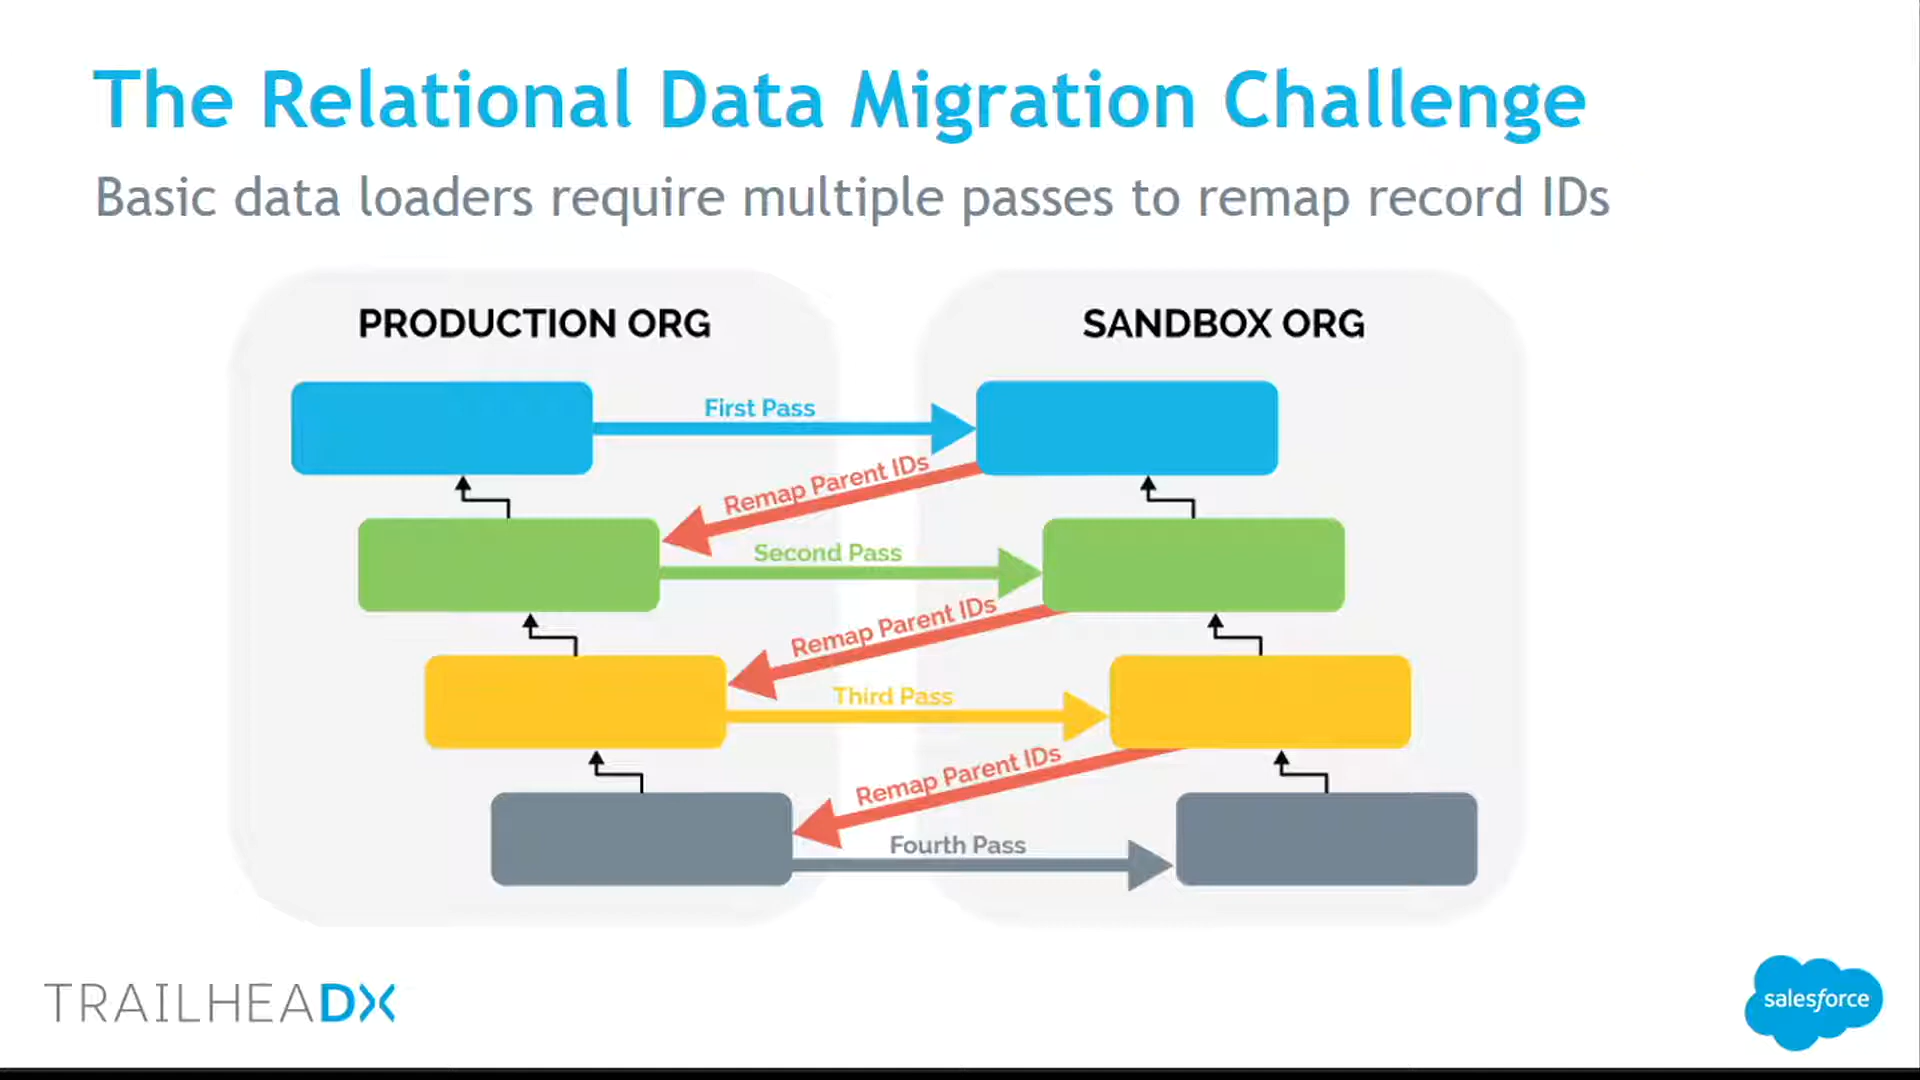 The Relational Data Migration Challenge
Basic data loaders require multiple passes to remap record IDs
PRODUCTION ORG
SANDBOX ORG
First Pass
Remap Parent IDs
Second Pass
Remap Parent IDs
Third Pass
Remap Parent IDs
Fourth Pass
TRAILHEADX
salesforce